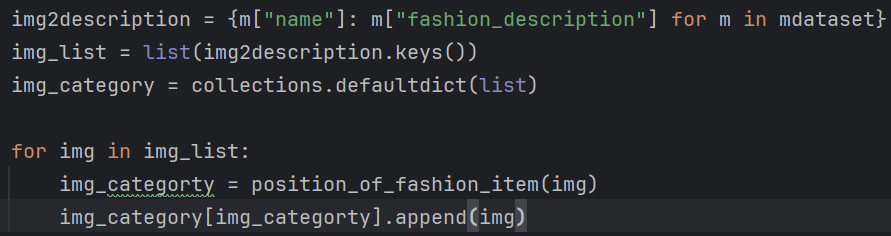 img2description = {m["name"]: m["fashion_description"] for m in mdataset}
img_list = list(img2description.keys())
img_category = collections.defaultdict(list)
for img in img_list:
img_categorty = position_of_fashion_item(img)
img_category[img_categorty].append(img)